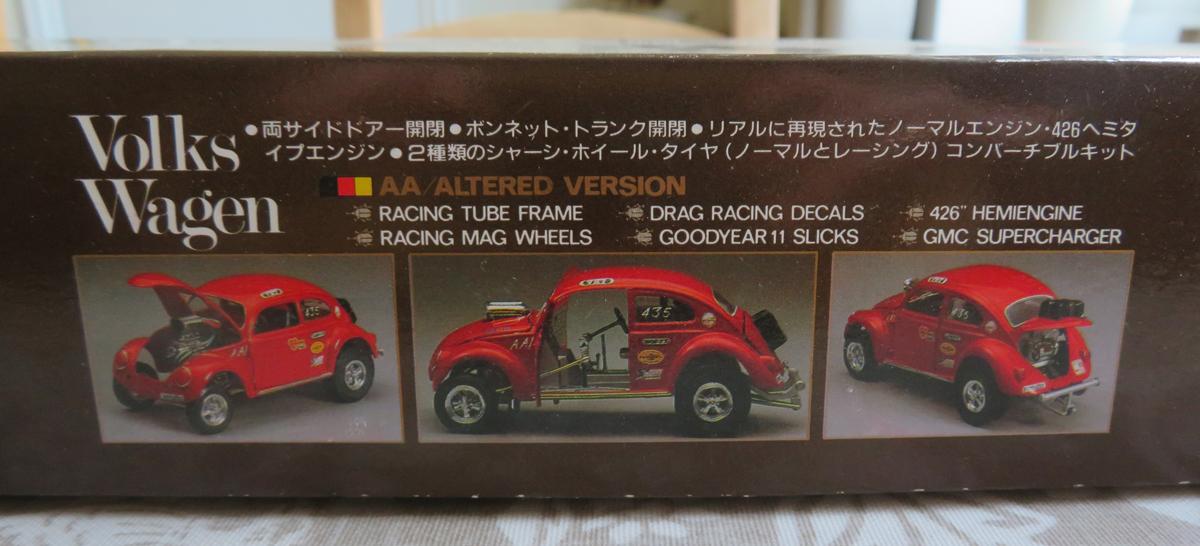 Volks
Wagen
●両サイドドアー開閉●ボンネット・トランク開閉●リアルに再現されたノーマルエンジン・426ヘミタ
イプエンジン●2種類のシャーシ・ホイール・タイヤ(ノーマルとレーシング)コンバーチブルキット
AA/ALTERED VERSION
RACING TUBE FRAME
DRAG RACING DECALS
426" HEMIENGINE
RACING MAG WHEELS
GOODYEAR 11 SLICKS
GMC SUPERCHARGER
435
AA
435
AA
435